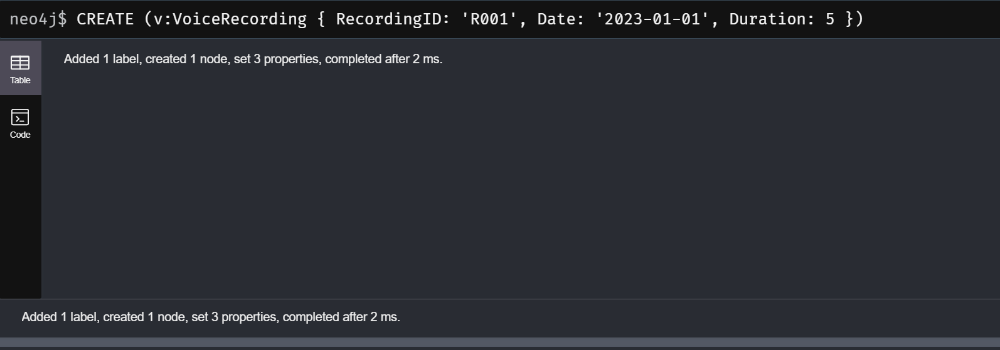 neo4j$ CREATE (v:VoiceRecording { RecordingID: 'R001', Date: '2023-01-01', Duration: 5 })
Added 1 label, created 1 node, set 3 properties, completed after 2 ms.
Table
Code
Added 1 label, created 1 node, set 3 properties, completed after 2 ms.